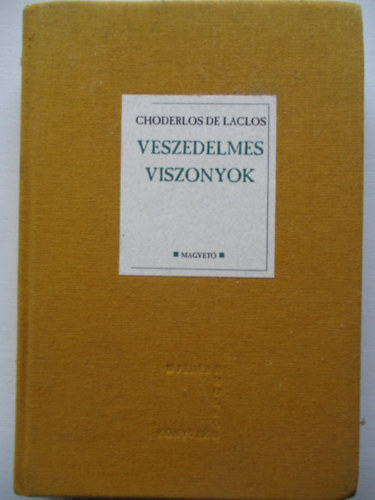 CHODERLOS DE LACLOS
VESZEDELMES
VISZONYOK
MAGVETŐ